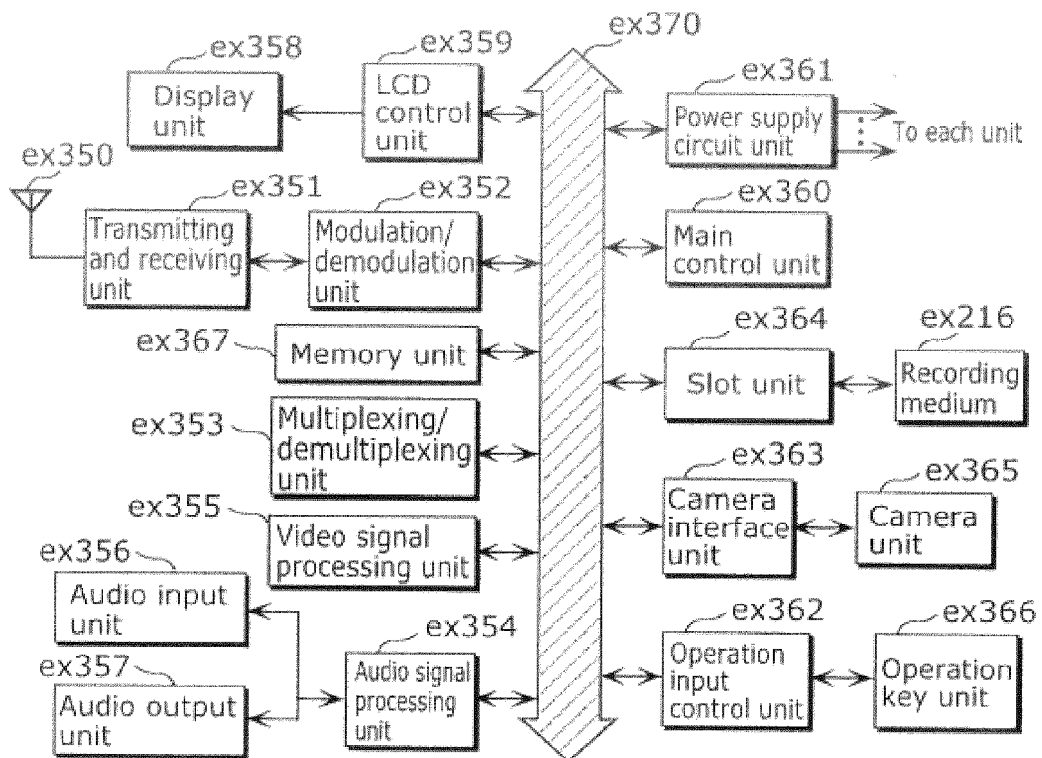 ex370
ex358
ex359
ex361
Display
unit
LCD
control
unit
Power supply
circuit unit
To each unit
ex350
ex351
ex352
ex360
Transmitting
and receiving
unit
Modulation/
demodulation
unit
Main
control unit
ex367
Memory unit
ex364
ex216
Slot unit
Recording
medium
ex353
Multiplexing/
demultiplexing
unit
ex363
ex365
Camera
interface
unit
Camera
unit
ex355
Video signal
processing unit
ex356
Audio input
unit
ex354
ex362
ex366
ex357
Audio output
unit
Audio signal
processing
unit
Operation
input
control unit
Operation
key unit